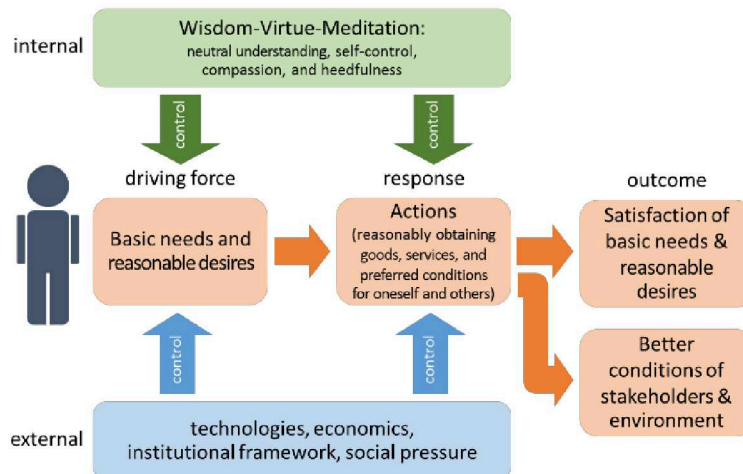 internal
Wisdom-Virtue-Meditation:
neutral understanding, self-control,
compassion, and heedfulness
control
control
driving force
response
outcome
Basic needs and
reasonable desires
Actions
(reasonably obtaining
goods, services, and
preferred conditions
for oneself and others)
Satisfaction of
basic needs &
reasonable
desires
Better
conditions of
stakeholders &
environment
control
control
external
technologies, economics,
institutional framework, social pressure